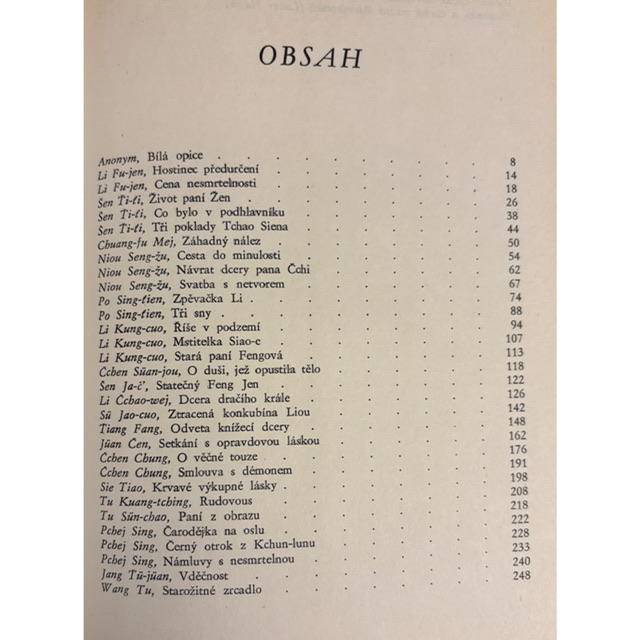 OBSAH
Anonym, Bílá opice . . . . . . . . . 8
Li Fu-jen, Hostinec předurčení . . . . . . . 14
Li Fu-jen, Cena nesmrtelnosti . . . . . . . 18
Šen Ťi-ťi, Život paní Žen . . . . . . . . 26
Šen Ťi-ťi, Co bylo v podhlavníku . . . . . . 38
Šen Ťi-ťi, Tři poklady Tchao Siena . . . . . . 44
Chuang-fu Mej, Záhadný nález . . . . . . . 50
Niou Seng-žu, Cesta do minulosti . . . . . . 54
Niou Seng-žu, Návrat dcery pana Čchi . . . . . 62
Niou Seng-žu, Svatba s netvorem . . . . . . 67
Po Sing-ťien, Zpěvačka Li . . . . . . . . 74
Po Sing-ťien, Tři sny . . . . . . . . 88
Li Kung-cuo, Říše v podzemí . . . . . . . 94
Li Kung-cuo, Mstitelka Siao-e . . . . . . . 107
Li Kung-cuo, Stará paní Fengová . . . . . . 113
Čchen Süan-jou, O duši, jež opustila tělo . . . . . 118
Šen Ja-č', Statečný Feng Jen . . . . . . . 122
Li Čchao-wej, Dcera dračího krále . . . . . . 126
Sü Jao-cuo, Ztracená konkubína Liou . . . . . 142
Tiang Fang, Odveta knížecí dcery . . . . . . 148
Jüan Čen, Setkání s opravdovou láskou . . . . . 162
Čchen Chung, O věčné touze . . . . . . . 176
Čchen Chung, Smlouva s démonem . . . . . . 191
Sie Tiao, Krvavé výkupné lásky . . . . . . . 198
Tu Kuang-tching, Rudovous . . . . . . . 208
Tu Sün-chao, Paní z obrazu . . . . . . . 218
Pchej Sing, Čarodějka na oslu . . . . . . . 222
Pchej Sing, Černý otrok z Kchun-lunu . . . . . 228
Pchej Sing, Námluvy s nesmrtelnou . . . . . . 233
Jang Tü-jüan, Vděčnost . . . . . . . . 240
Wang Tu, Starožitné zrcadlo . . . . . . . 248